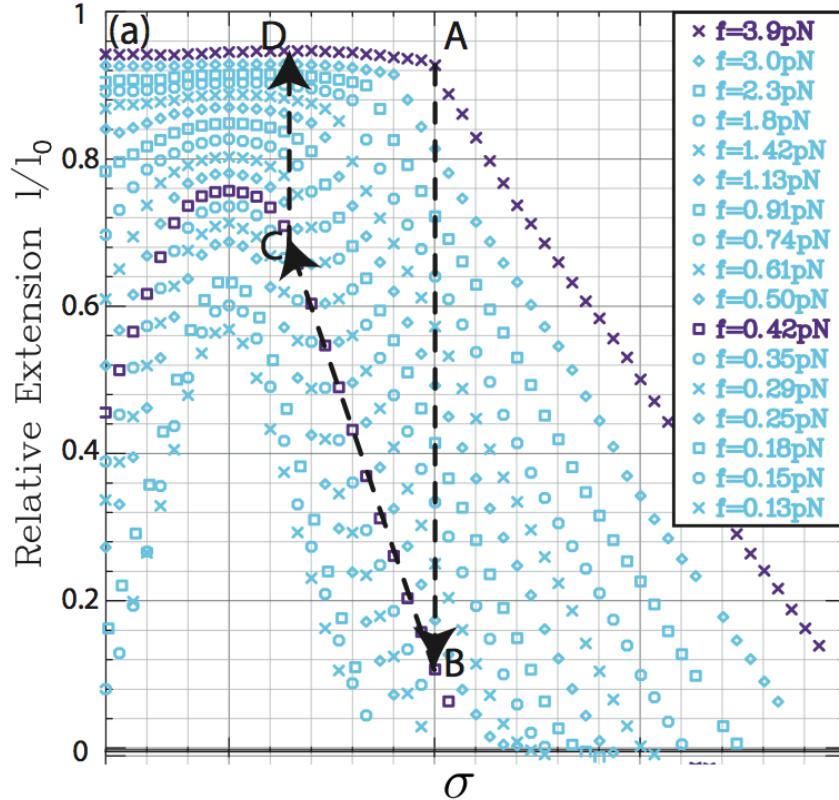 (a)
D
A
C
B
1
0.8
0.6
0.4
0.2
0
Relative Extension l/l₀
σ
f=3.9pN
f=3.0pN
f=2.3pN
f=1.8pN
f=1.42pN
f=1.13pN
f=0.91pN
f=0.74pN
f=0.61pN
f=0.50pN
f=0.42pN
f=0.35pN
f=0.29pN
f=0.25pN
f=0.18pN
f=0.15pN
f=0.13pN